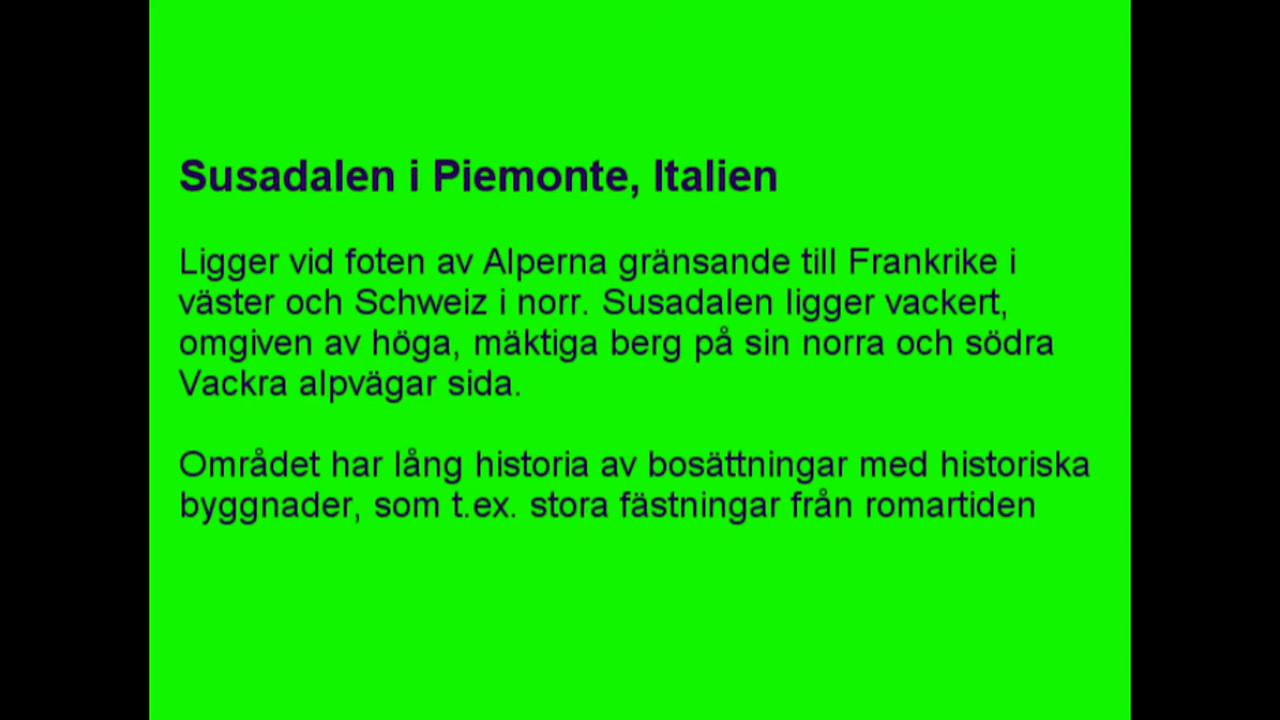 Susadalen i Piemonte, Italien
Ligger vid foten av Alperna gränsande till Frankrike i
väster och Schweiz i norr. Susadalen ligger vackert,
omgiven av höga, mäktiga berg på sin norra och södra
Vackra alpvägar sida.
Området har lång historia av bosättningar med historiska
byggnader, som t.ex. stora fästningar från romartiden